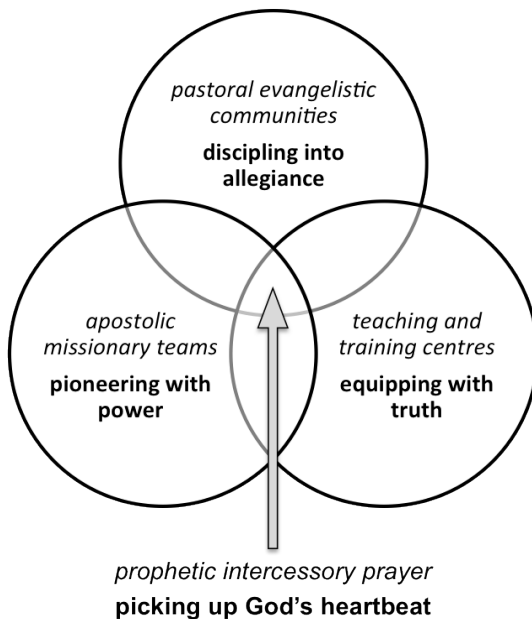 pastoral evangelistic
communities
discipling into
allegiance
apostolic
missionary teams
pioneering with
power
teaching and
training centres
equipping with
truth
prophetic intercessory prayer
picking up God's heartbeat